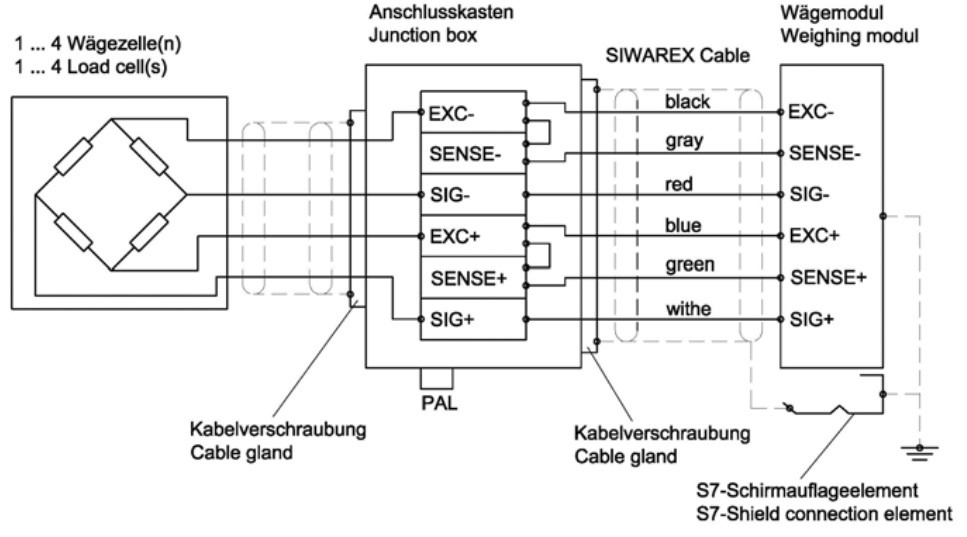 Anschlusskasten
Junction box
Wägemodul
Weighing modul
1 ... 4 Wägezelle(n)
1 ... 4 Load cell(s)
SIWAREX Cable
EXC-
black
EXC-
SENSE-
gray
SENSE-
SIG-
red
SIG-
EXC+
blue
EXC+
SENSE+
green
SENSE+
SIG+
withe
SIG+
PAL
Kabelverschraubung
Cable gland
Kabelverschraubung
Cable gland
S7-Schirmauflageelement
S7-Shield connection element